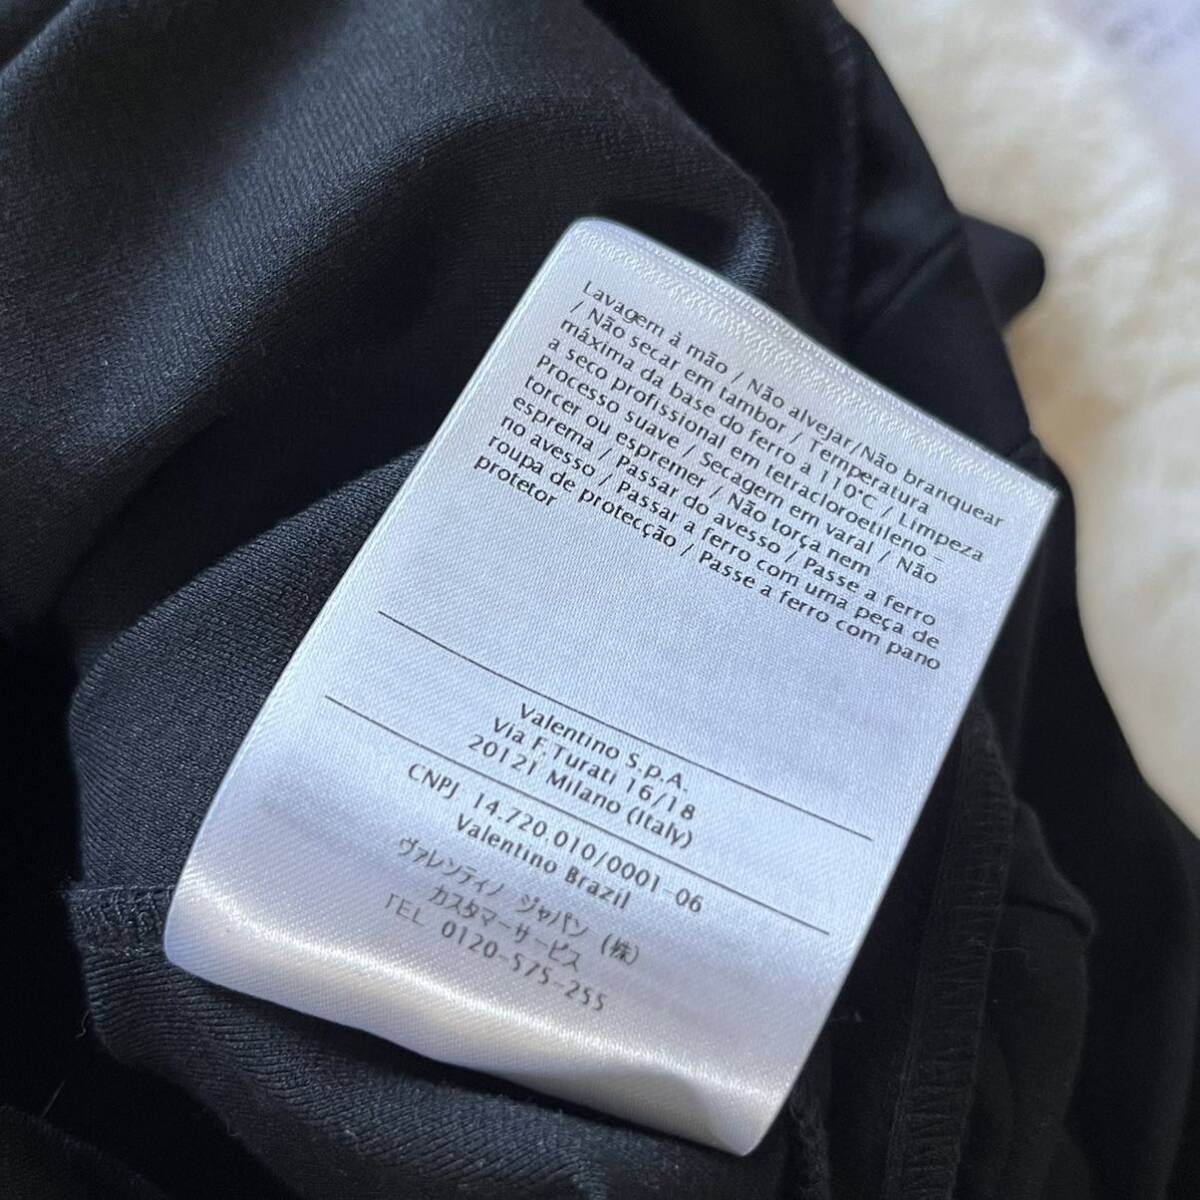 Lavagem à mão / Não alvejar/Não branquear
/ Não secar em tambor / Temperatura
máxima da base do ferro a 110°C / Limpeza
a seco profissional em tetracloroetileno _
Processo suave / Secagem em varal / Não
torcer ou espremer / Não torça nem
esprema / Passar do avesso / Passe a ferro
no avesso / Passar a ferro com uma peça de
roupa de protecção / Passe a ferro com pano
protetor
Valentino S.p.A.
Via F.Turati 16/18
20121 Milano (Italy)
CNPJ 14.720.010/0001-06
Valentino Brazil
ヴァレンティノ ジャパン (株)
カスタマーサービス
TEL 0120-575-255